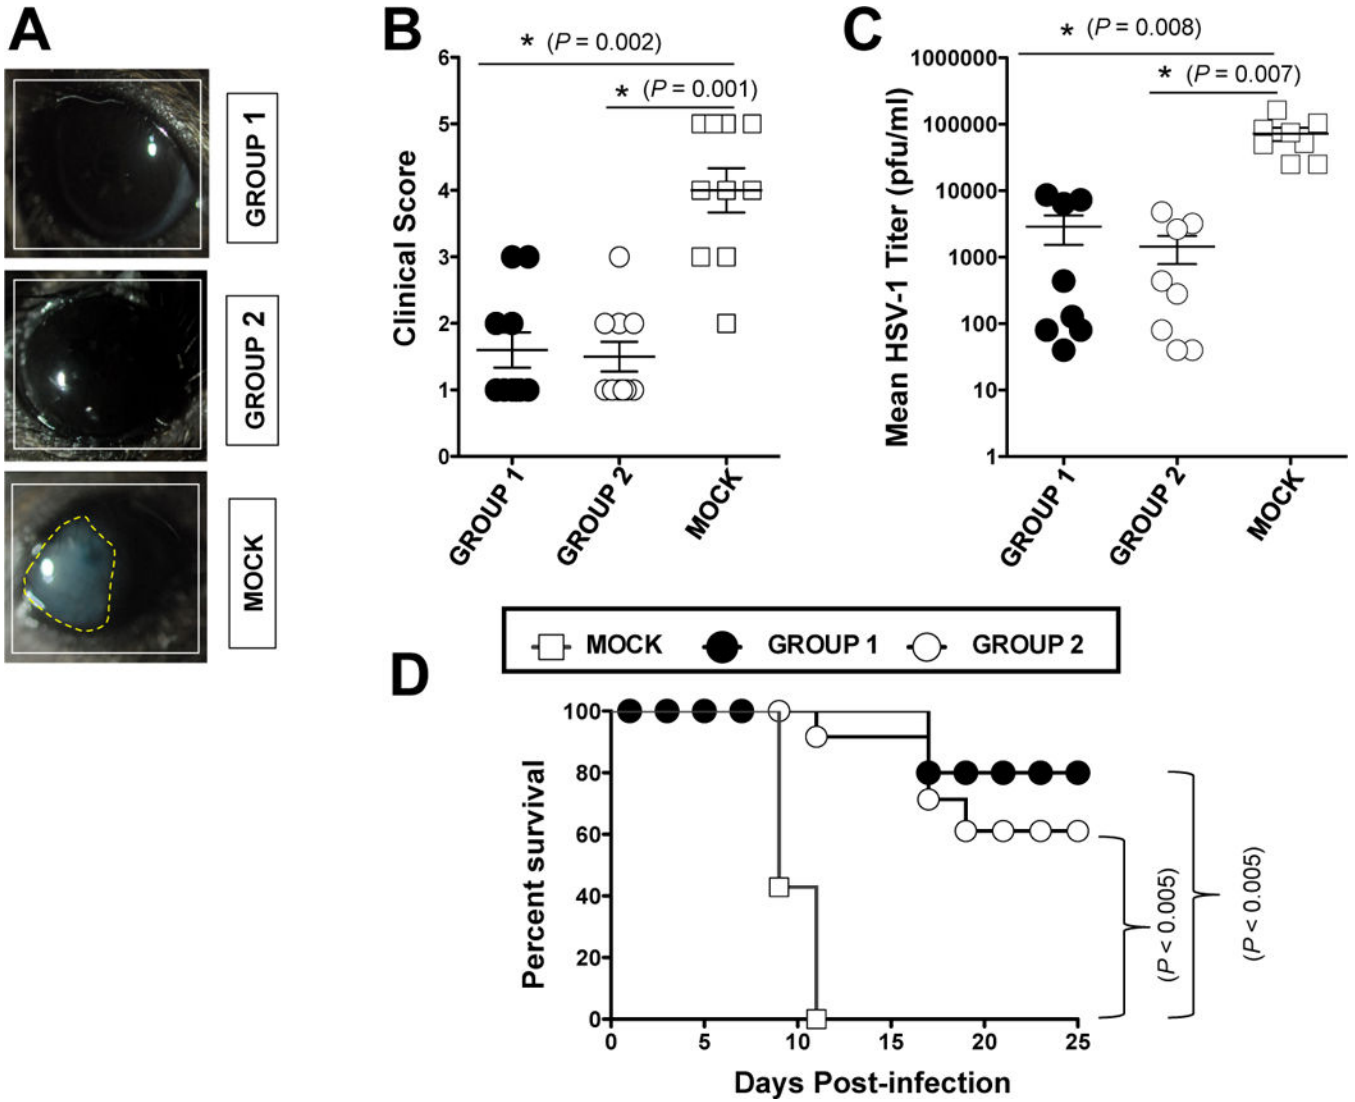 A
GROUP 1
GROUP 2
MOCK
B
* (P = 0.002)
* (P = 0.001)
Clinical Score
6
5
4
3
2
1
0
GROUP 1
GROUP 2
MOCK
C
* (P = 0.008)
* (P = 0.007)
Mean HSV-1 Titer (pfu/ml)
1000000
100000
10000
1000
100
10
1
GROUP 1
GROUP 2
MOCK
MOCK GROUP 1 GROUP 2
D
Percent survival
100
80
60
40
20
0
0 5 10 15 20 25
Days Post-infection
(P < 0.005)
(P < 0.005)